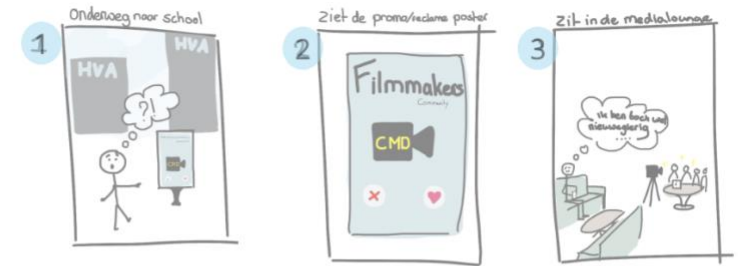 Onderweg naar school
1
HVA
HVA
?!
CMD
Ziet de promo/reclame poster
2
Filmmakers
Community
CMD
Zit in de medialounge
3
ik ben toch wel
nieuwsgierig
....